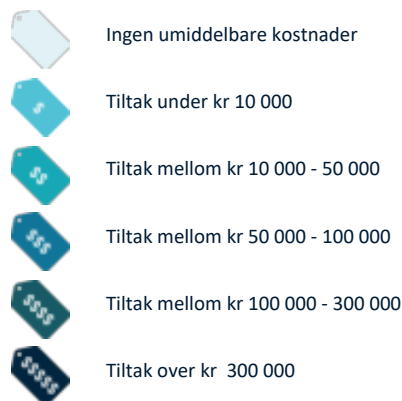 Ingen umiddelbare kostnader
$ Tiltak under kr 10 000
$$ Tiltak mellom kr 10 000 - 50 000
$$$ Tiltak mellom kr 50 000 - 100 000
$$$$ Tiltak mellom kr 100 000 - 300 000
$$$$$ Tiltak over kr  300 000